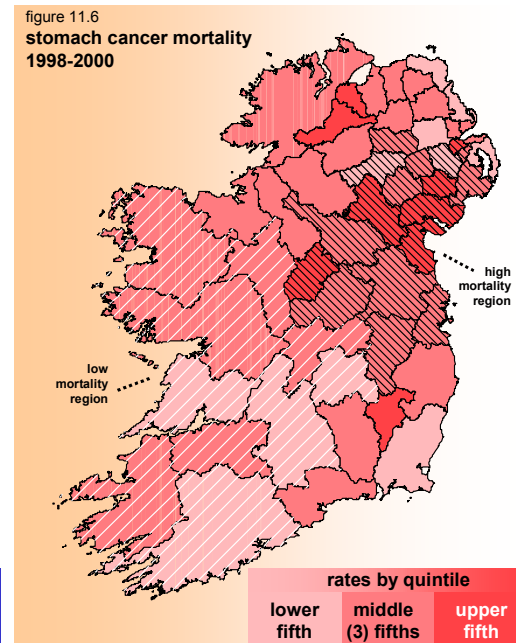 figure 11.6
stomach cancer mortality
1998-2000
high
mortality
region
low
mortality
region
rates by quintile
lower
fifth
middle
(3) fifths
upper
fifth